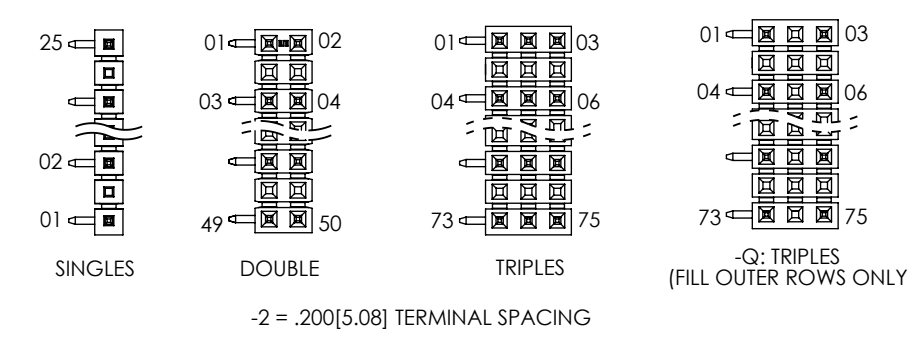 25
02
01
SINGLES
01 02
03 04
49 50
DOUBLE
01 03
04 06
73 75
TRIPLES
01 03
04 06
73 75
-Q: TRIPLES
(FILL OUTER ROWS ONLY
-2 = .200[5.08] TERMINAL SPACING